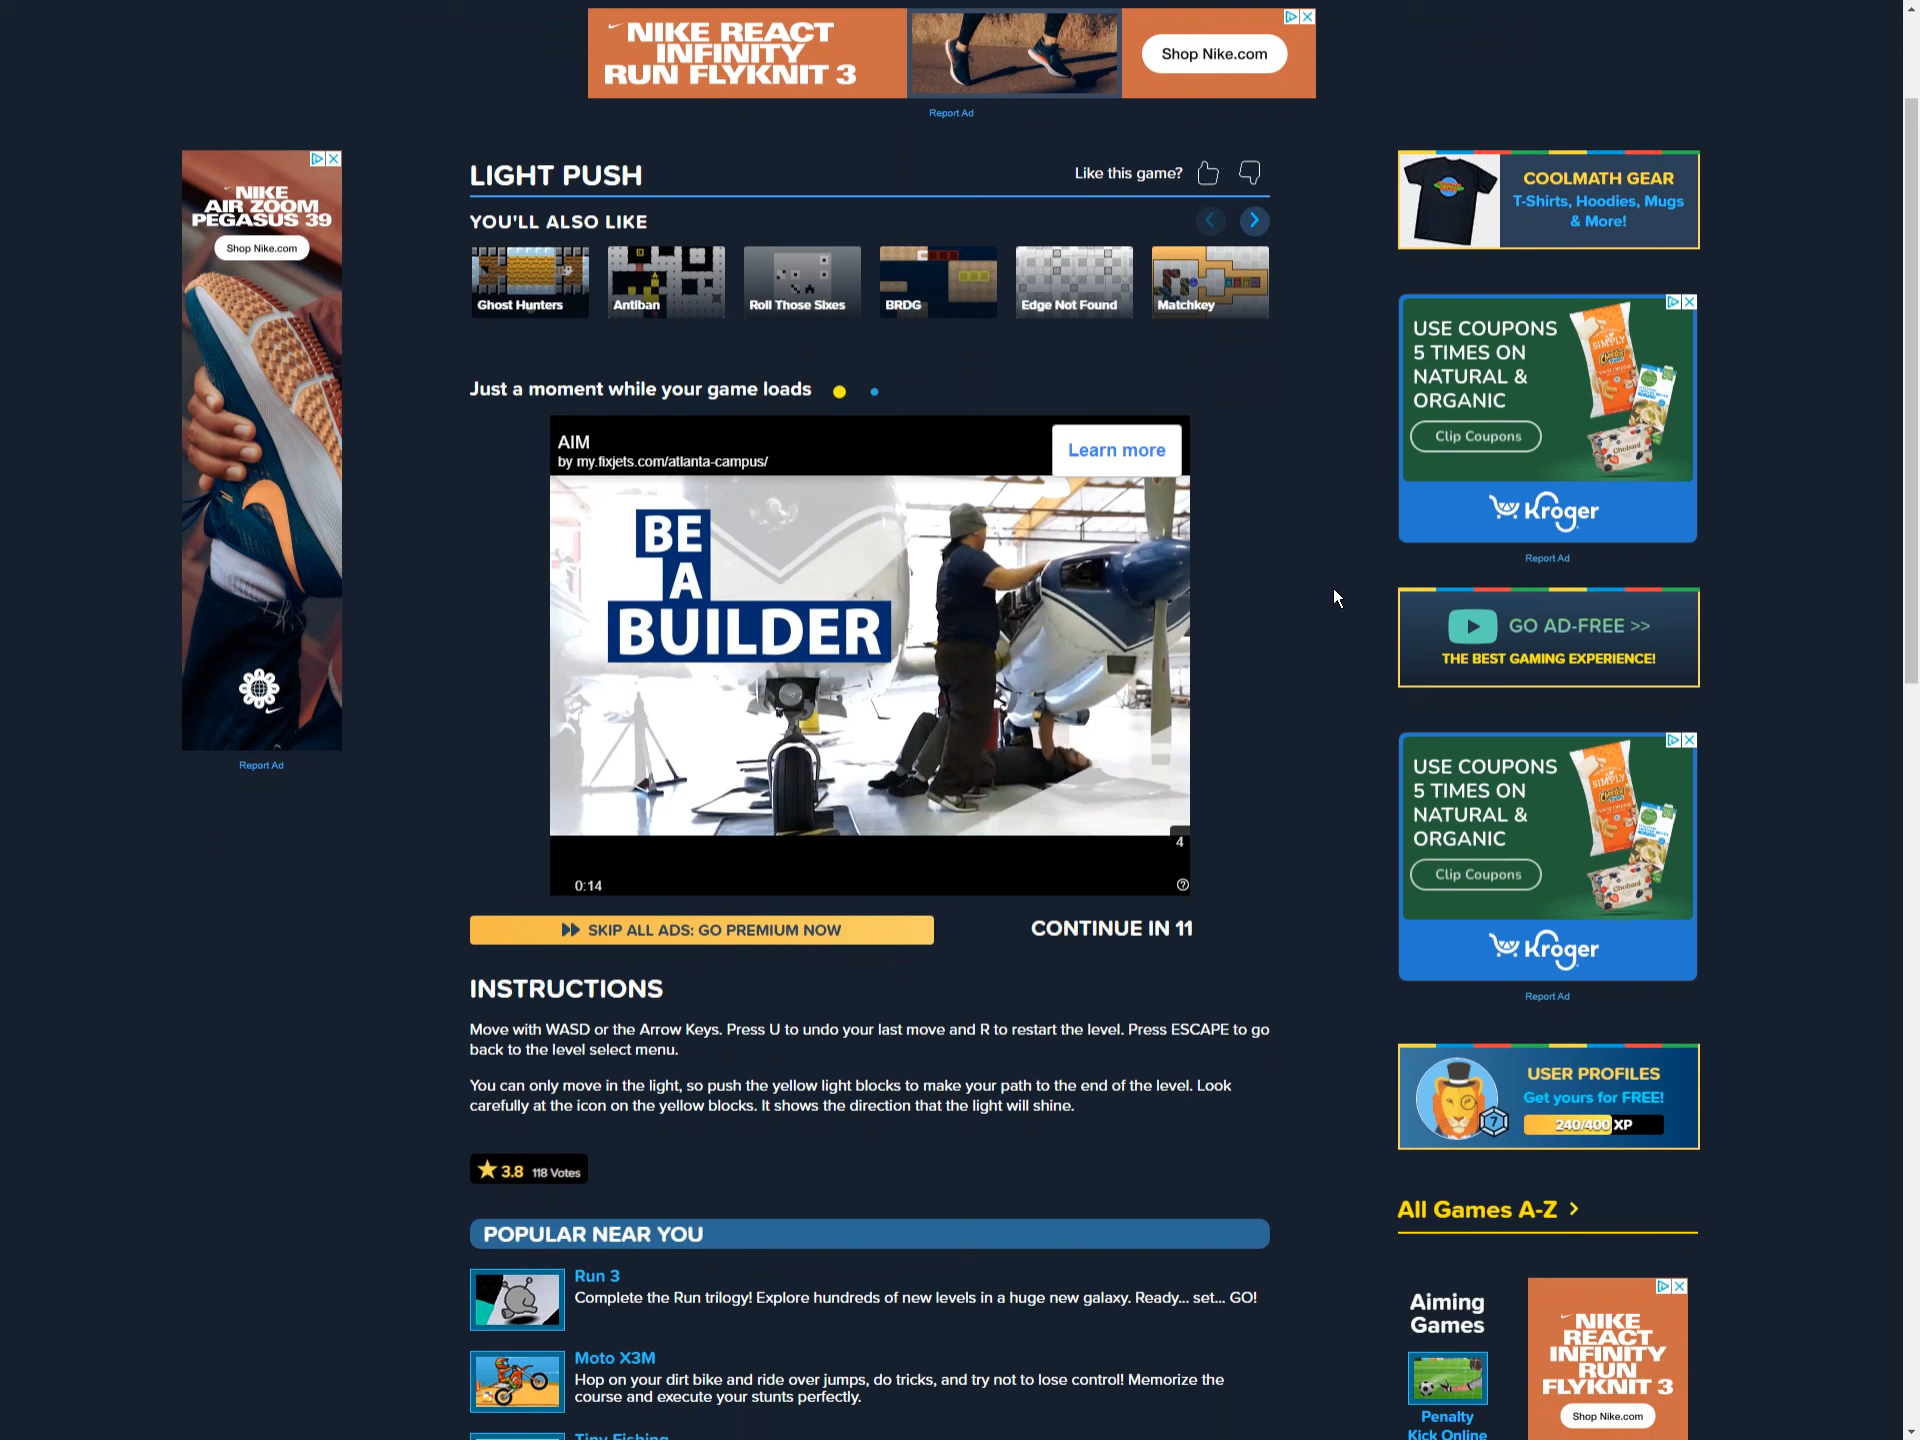 NIKE REACT
INFINITY
RUN FLYKNIT 3
Shop Nike.com
Report Ad
NIKE
AIR ZOOM
PEGASUS 39
Shop Nike.com
Report Ad
LIGHT PUSH
Like this game?
YOU'LL ALSO LIKE
Ghost Hunters
Antiban
Roll Those Sixes
BRDG
Edge Not Found
Matchkey
Just a moment while your game loads
AIM
by my.fixjets.com/atlanta-campus/
Learn more
BE
A
BUILDER
4
0:14
SKIP ALL ADS: GO PREMIUM NOW
CONTINUE IN 11
INSTRUCTIONS
Move with WASD or the Arrow Keys. Press U to undo your last move and R to restart the level. Press ESCAPE to go
back to the level select menu.
You can only move in the light, so push the yellow light blocks to make your path to the end of the level. Look
carefully at the icon on the yellow blocks. It shows the direction that the light will shine.
3.8 118 Votes
POPULAR NEAR YOU
Run 3
Complete the Run trilogy! Explore hundreds of new levels in a huge new galaxy. Ready... set... GO!
Moto X3M
Hop on your dirt bike and ride over jumps, do tricks, and try not to lose control! Memorize the
course and execute your stunts perfectly.
Tiny Fishing
COOLMATH GEAR
T-Shirts, Hoodies, Mugs
& More!
USE COUPONS
5 TIMES ON
NATURAL &
ORGANIC
Clip Coupons
SIMPLY
Cheetos
Chobani
Kroger
Report Ad
GO AD-FREE >>
THE BEST GAMING EXPERIENCE!
USE COUPONS
5 TIMES ON
NATURAL &
ORGANIC
Clip Coupons
SIMPLY
Cheetos
Chobani
Kroger
Report Ad
USER PROFILES
Get yours for FREE!
7
240/400 XP
All Games A-Z >
Aiming
Games
Penalty
Kick Online
NIKE
REACT
INFINITY
RUN
FLYKNIT 3
Shop Nike.com